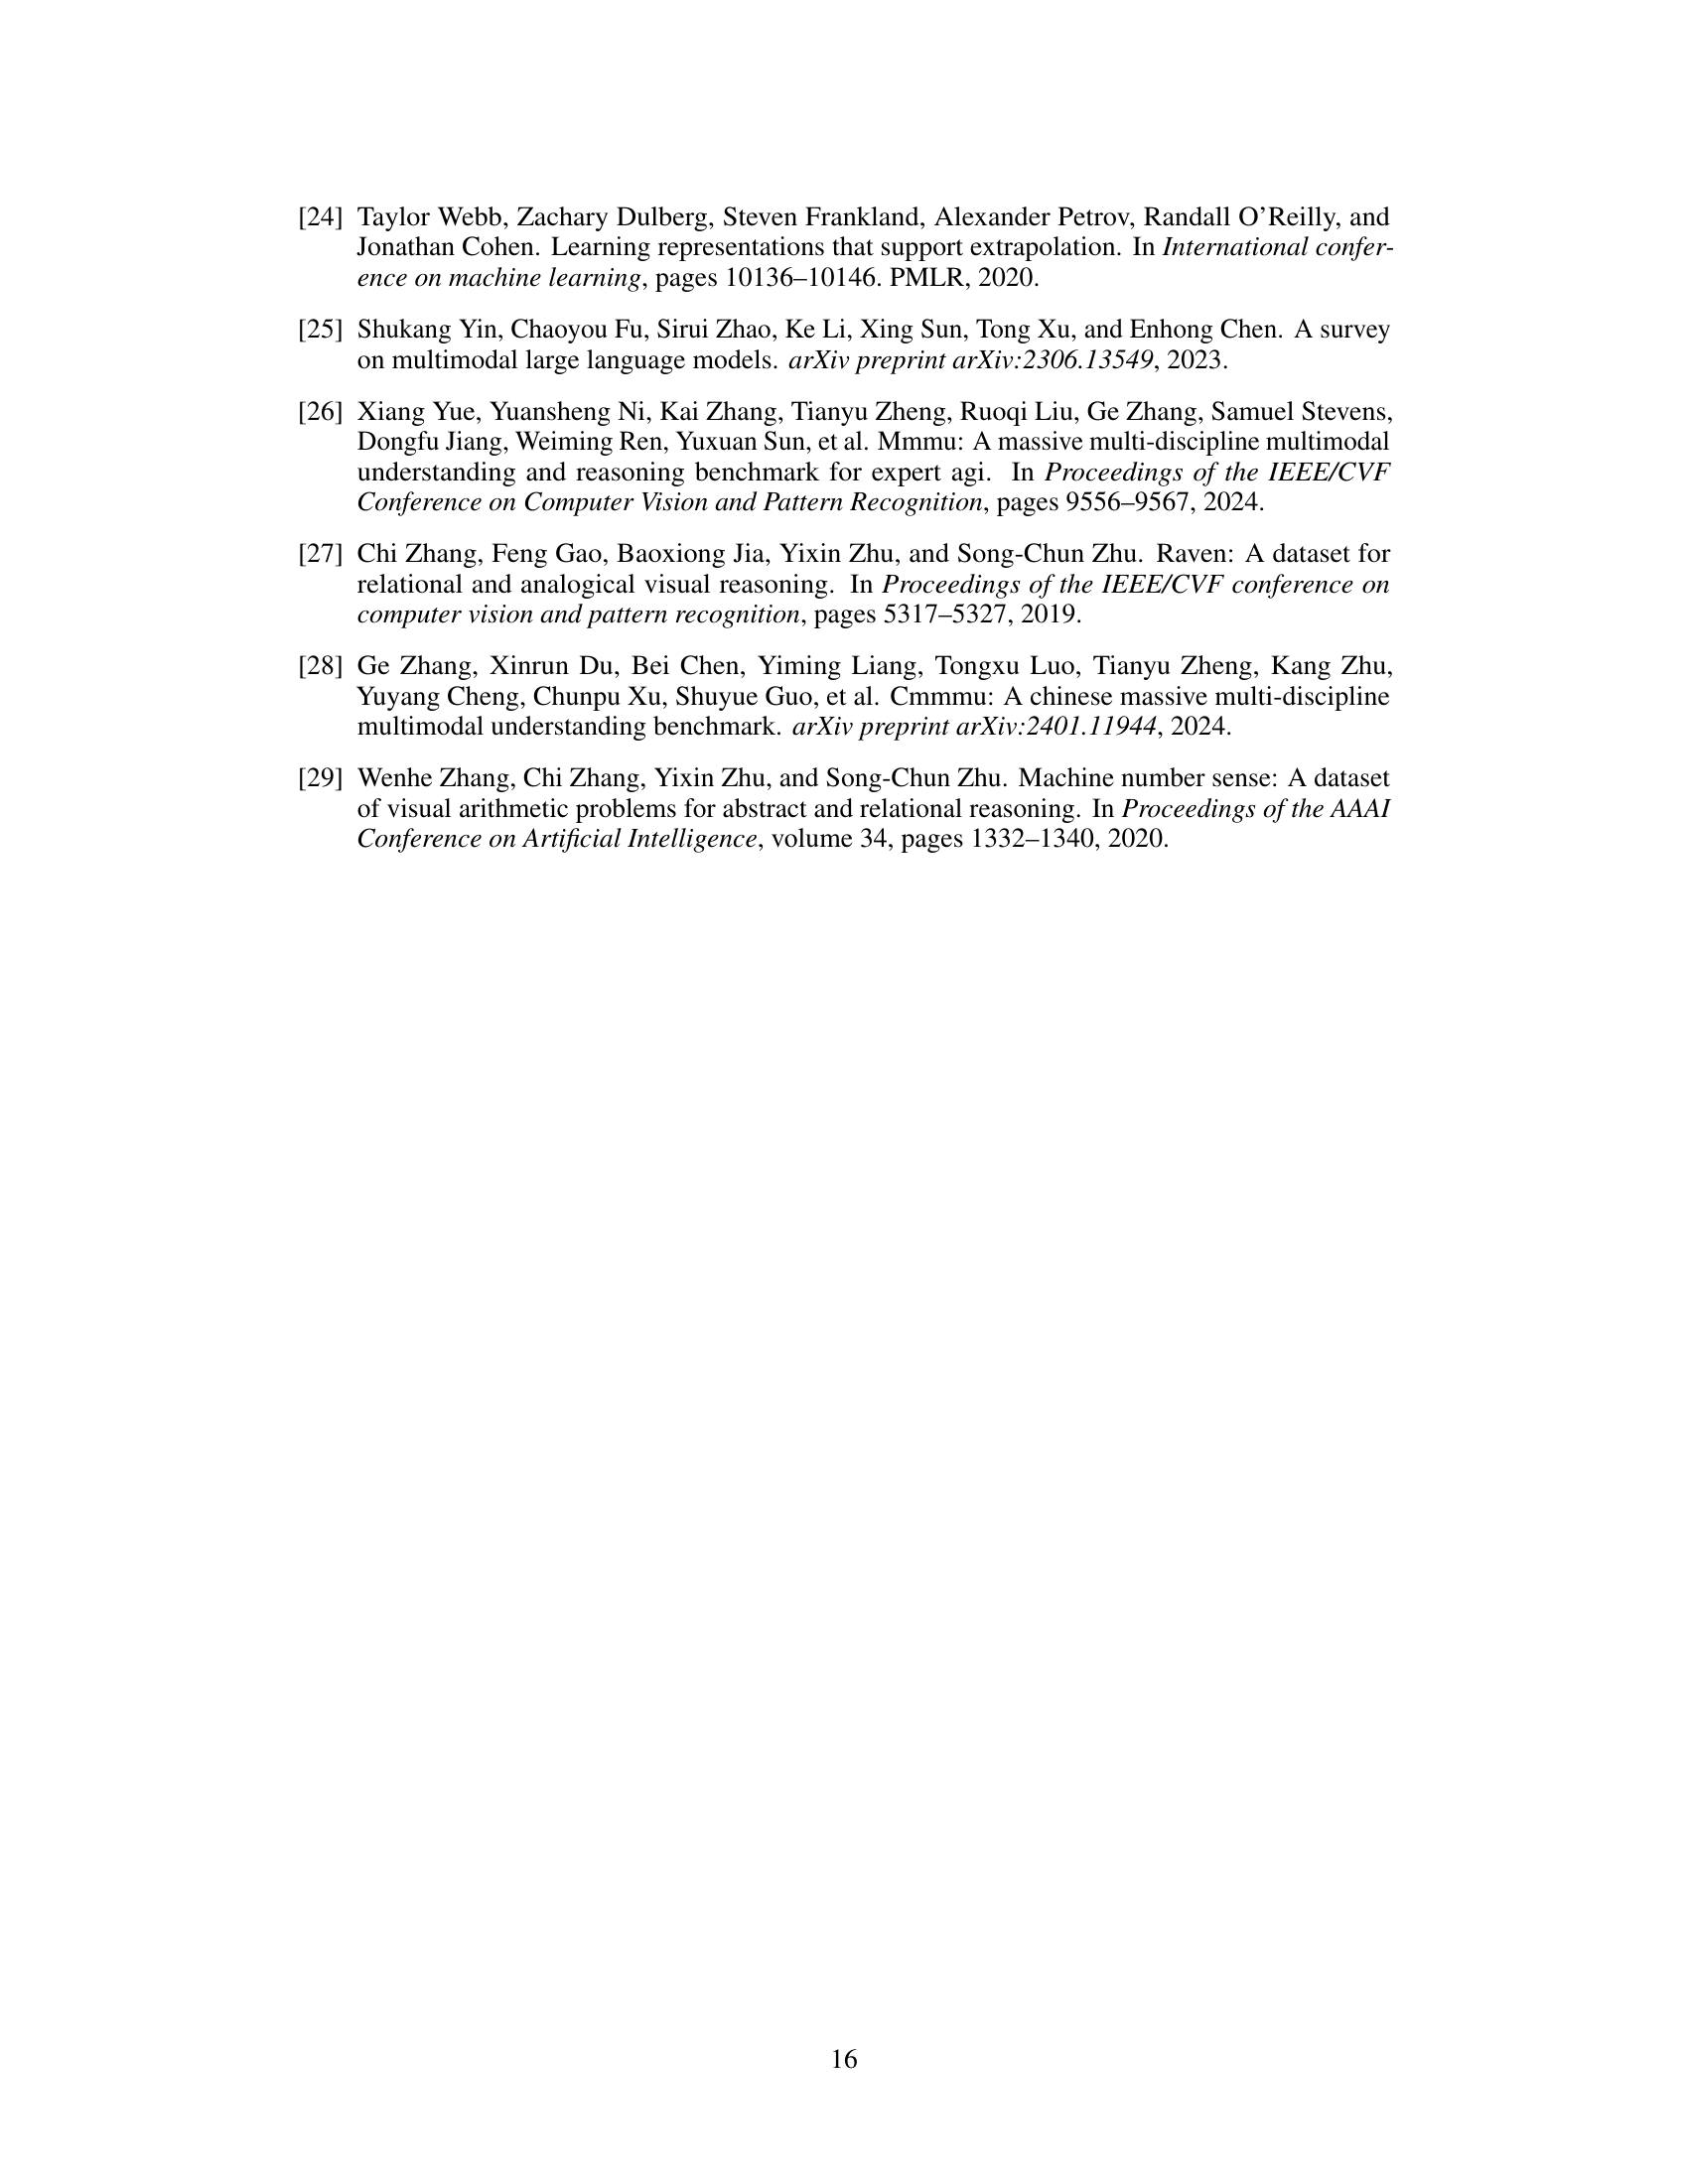 [24] Taylor Webb, Zachary Dulberg, Steven Frankland, Alexander Petrov, Randall O’Reilly, and
Jonathan Cohen. Learning representations that support extrapolation. In International confer-
ence on machine learning, pages 10136–10146. PMLR, 2020.
[25] Shukang Yin, Chaoyou Fu, Sirui Zhao, Ke Li, Xing Sun, Tong Xu, and Enhong Chen. A survey
on multimodal large language models. arXiv preprint arXiv:2306.13549, 2023.
[26] Xiang Yue, Yuansheng Ni, Kai Zhang, Tianyu Zheng, Ruoqi Liu, Ge Zhang, Samuel Stevens,
Dongfu Jiang, Weiming Ren, Yuxuan Sun, et al. Mmmu: A massive multi-discipline multimodal
understanding and reasoning benchmark for expert agi. In Proceedings of the IEEE/CVF
Conference on Computer Vision and Pattern Recognition, pages 9556–9567, 2024.
[27] Chi Zhang, Feng Gao, Baoxiong Jia, Yixin Zhu, and Song-Chun Zhu. Raven: A dataset for
relational and analogical visual reasoning. In Proceedings of the IEEE/CVF conference on
computer vision and pattern recognition, pages 5317–5327, 2019.
[28] Ge Zhang, Xinrun Du, Bei Chen, Yiming Liang, Tongxu Luo, Tianyu Zheng, Kang Zhu,
Yuyang Cheng, Chunpu Xu, Shuyue Guo, et al. Cmmmu: A chinese massive multi-discipline
multimodal understanding benchmark. arXiv preprint arXiv:2401.11944, 2024.
[29] Wenhe Zhang, Chi Zhang, Yixin Zhu, and Song-Chun Zhu. Machine number sense: A dataset
of visual arithmetic problems for abstract and relational reasoning. In Proceedings of the AAAI
Conference on Artificial Intelligence, volume 34, pages 1332–1340, 2020.
16